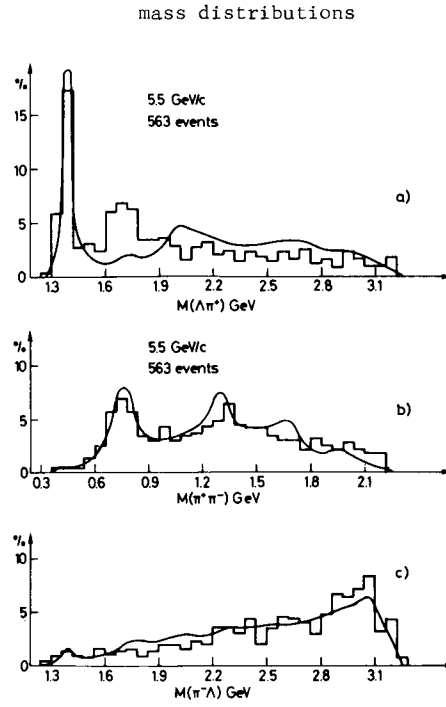 mass distributions
%
15
10
5
0
5.5 GeV/c
563 events
a)
1.3 1.6 1.9 2.2 2.5 2.8 3.1
M(Λπ⁺) GeV
%
10
5
0
5.5 GeV/c
563 events
b)
0.3 0.6 0.9 1.2 1.5 1.8 2.1
M(π⁺π⁻) GeV
%
10
5
0
c)
1.3 1.6 1.9 2.2 2.5 2.8 3.1
M(π⁻Λ) GeV